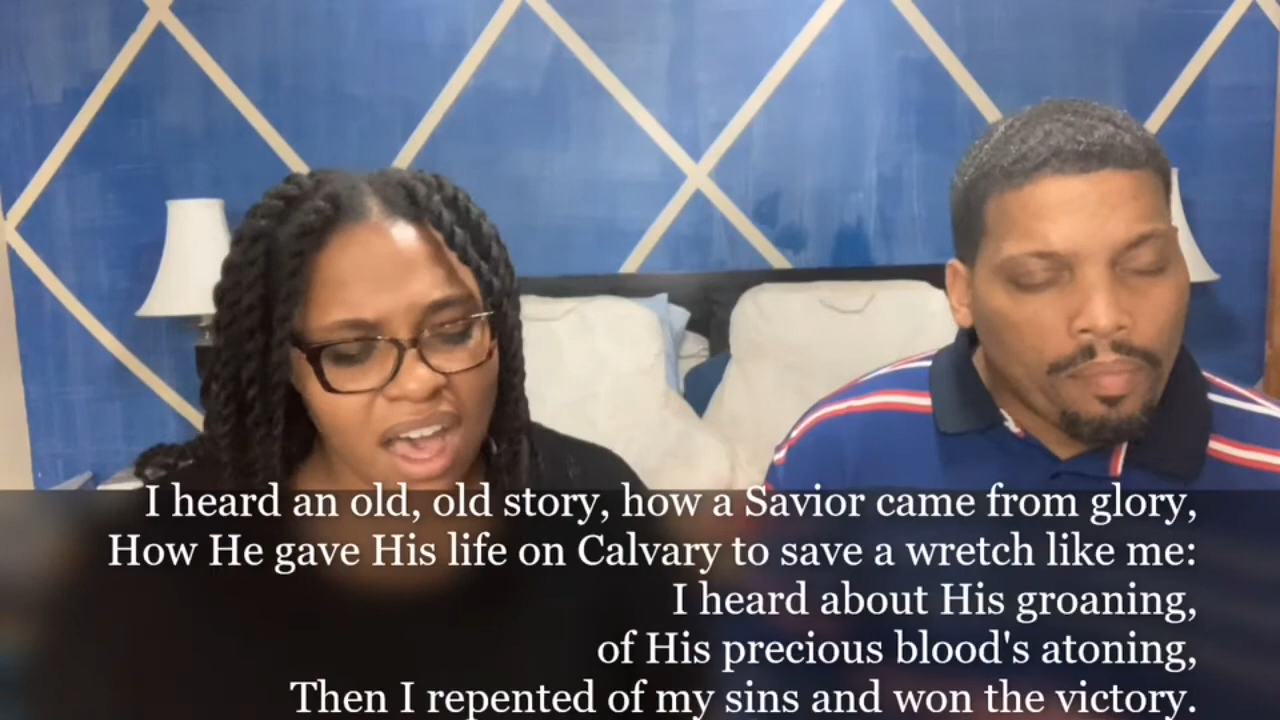 I heard an old, old story, how a Savior came from glory,
How He gave His life on Calvary to save a wretch like me:
I heard about His groaning,
of His precious blood's atoning,
Then I repented of my sins and won the victory.